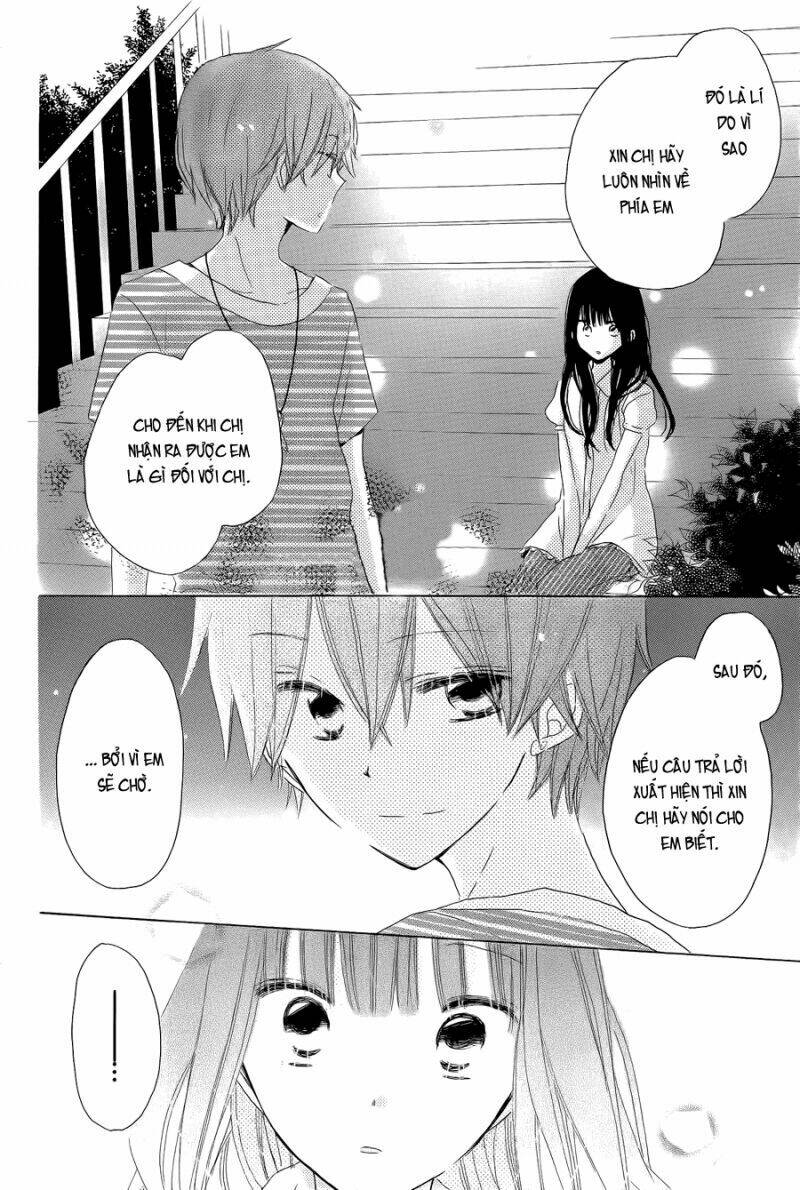 ĐÓ LÀ LÍ
DO VÌ
SAO
XIN CHỊ HÃY
LUÔN NHÌN VỀ
PHÍA EM
CHO ĐẾN KHI CHỊ
NHẬN RA ĐƯỢC EM
LÀ GÌ ĐỐI VỚI CHỊ.
SAU ĐÓ,
NẾU CÂU TRẢ LỜI
XUẤT HIỆN THÌ XIN
CHỊ HÃY NÓI CHO
EM BIẾT.
... BỞI VÌ EM
SẼ CHỜ.
......